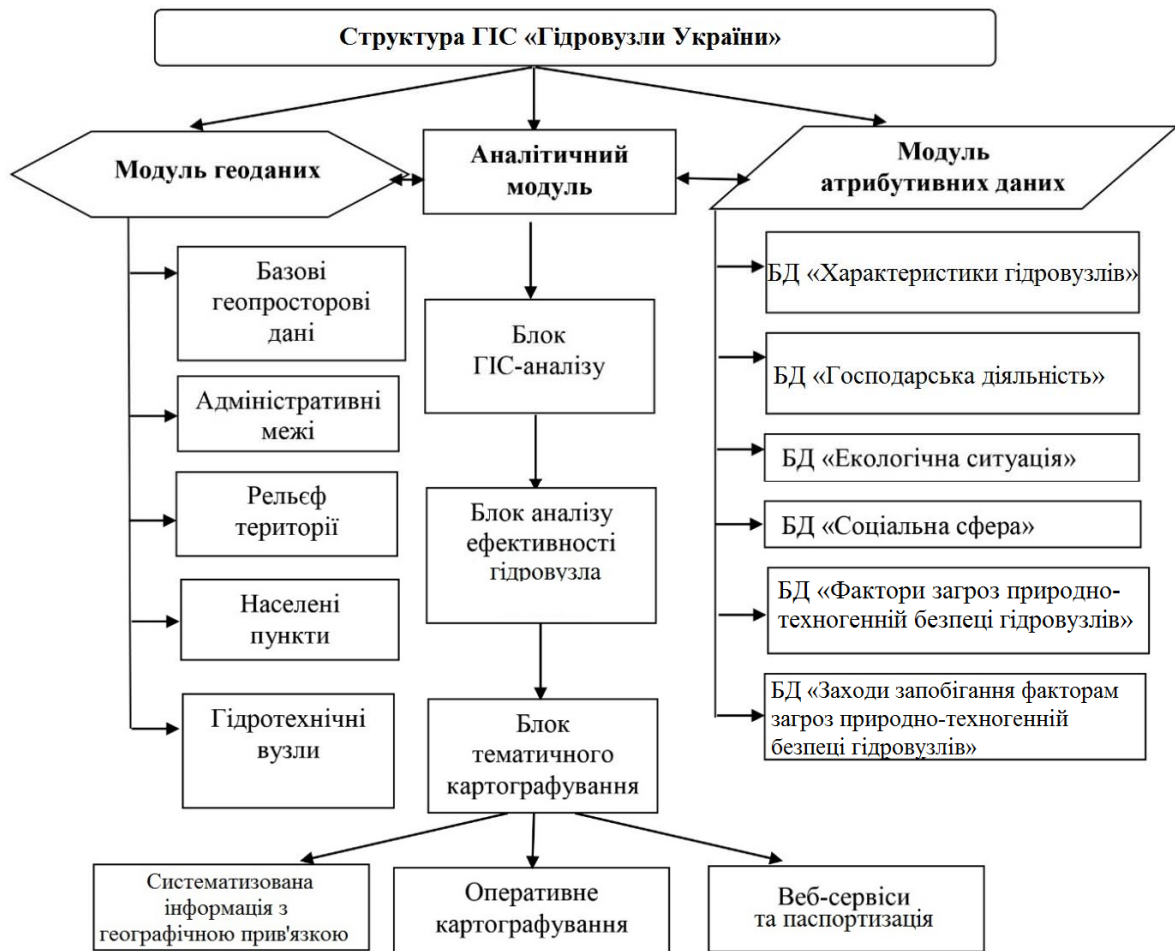 Структура ГІС «Гідровузли України»
Модуль геоданих
Аналітичний
модуль
Модуль
атрибутивних даних
Базові
геопросторові
дані
Адміністративні
межі
Рельєф
території
Населені
пункти
Гідротехнічні
вузли
Блок
ГІС-аналізу
Блок аналізу
ефективності
гідровузла
Блок
тематичного
картографування
БД «Характеристики гідровузлів»
БД «Господарська діяльність»
БД «Екологічна ситуація»
БД «Соціальна сфера»
БД «Фактори загроз природно-
техногенній безпеці гідровузлів»
БД «Заходи запобігання факторам
загроз природно-техногенній
безпеці гідровузлів»
Систематизована
інформація з
географічною прив'язкою
Оперативне
картографування
Веб-сервіси
та паспортизація